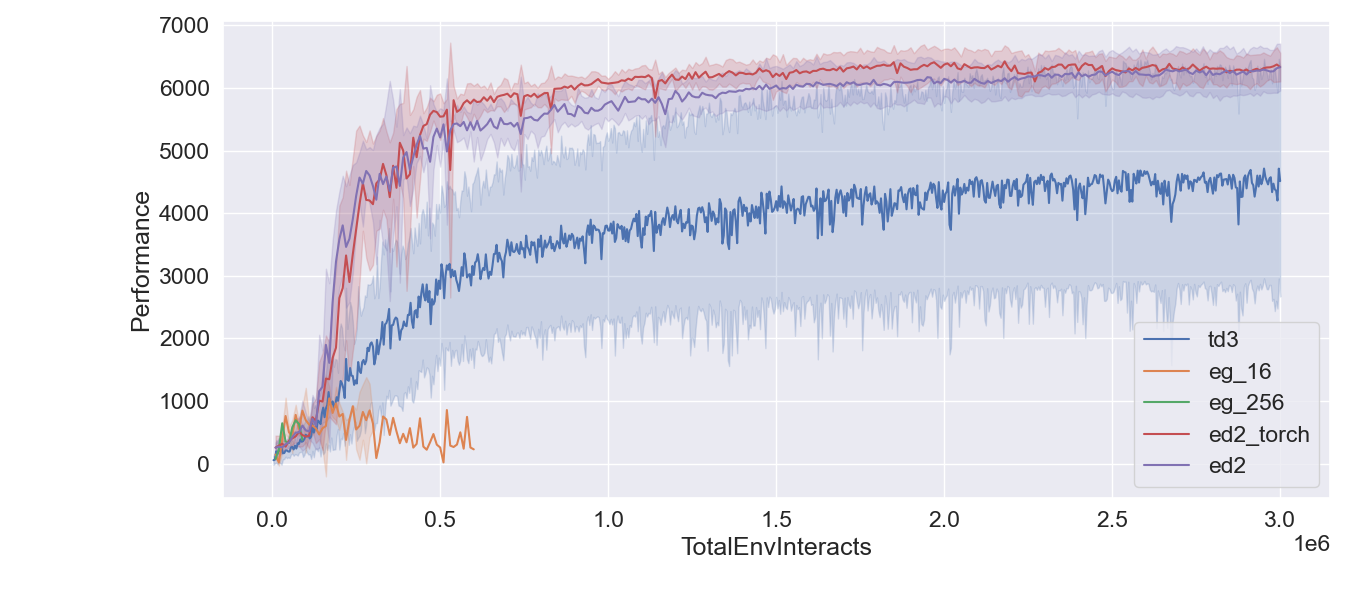 7000
6000
5000
4000
3000
2000
1000
0
Performance
0.0 0.5 1.0 1.5 2.0 2.5 3.0
1e6
TotalEnvInteracts
td3
eg_16
eg_256
ed2_torch
ed2